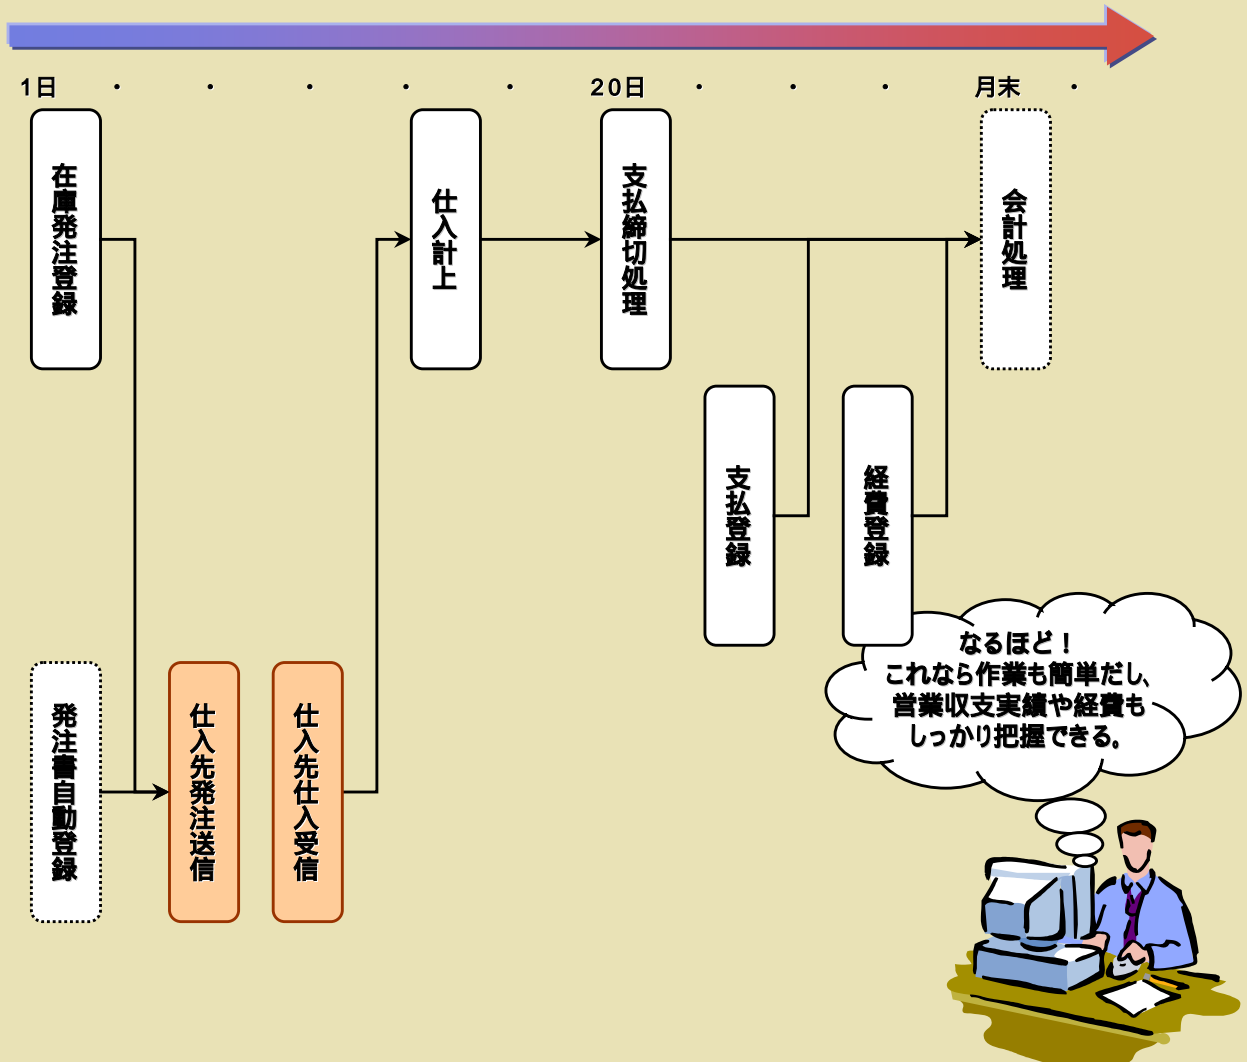 1日 ・ ・ ・ ・ ・ 20日 ・ ・ ・ 月末 ・
在庫発注登録
仕入計上
支払締切処理
会計処理
支払登録
経費登録
なるほど！
これなら作業も簡単だし、
営業収支実績や経費も
しっかり把握できる。
発注書自動登録
仕入先発注送信
仕入先仕入受信